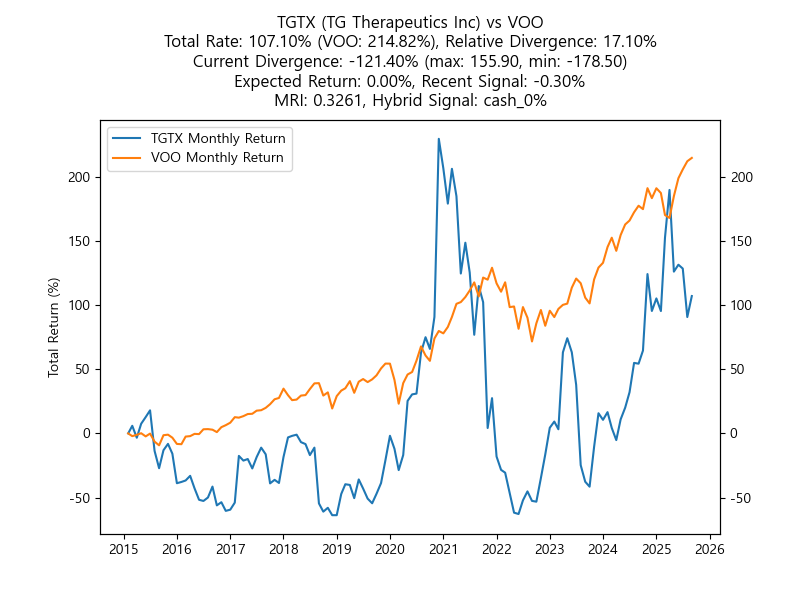 TGTX (TG Therapeutics Inc) vs VOO
Total Rate: 107.10% (VOO: 214.82%), Relative Divergence: 17.10%
Current Divergence: -121.40% (max: 155.90, min: -178.50)
Expected Return: 0.00%, Recent Signal: -0.30%
MRI: 0.3261, Hybrid Signal: cash_0%
TGTX Monthly Return
VOO Monthly Return
Total Return (%)
200
150
100
50
0
-50
200
150
100
50
0
-50
2015 2016 2017 2018 2019 2020 2021 2022 2023 2024 2025 2026